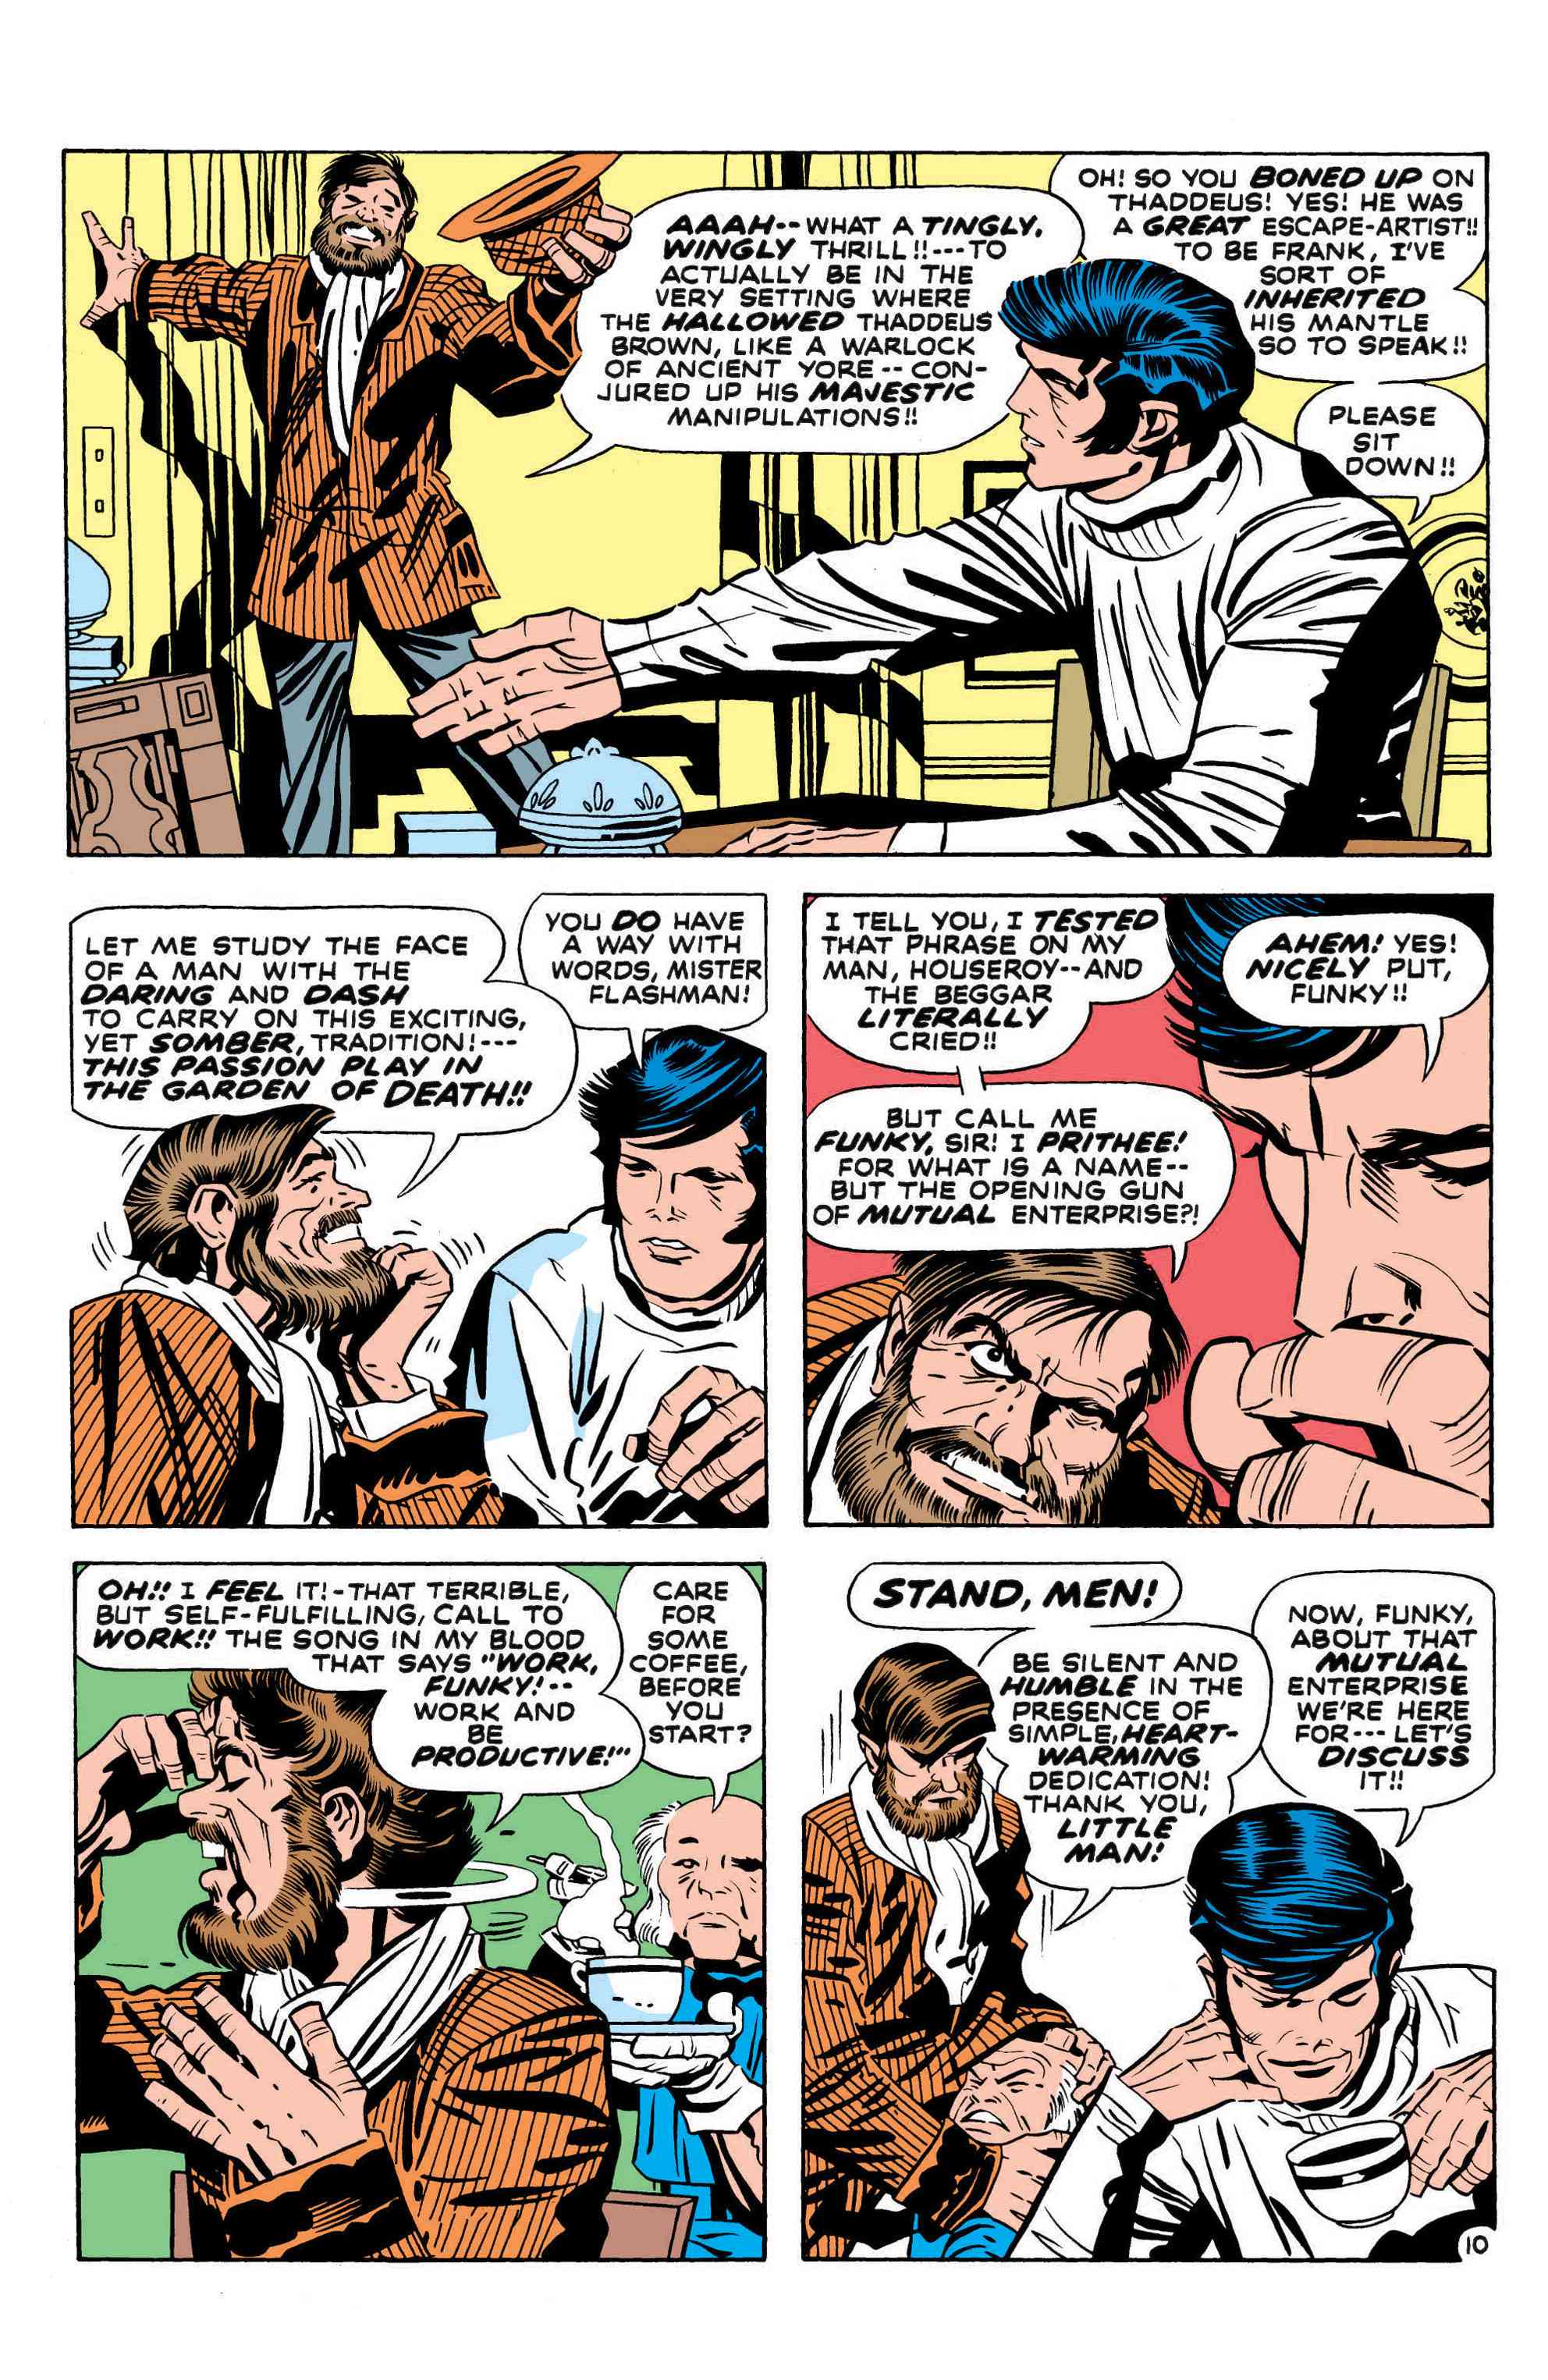 AAAH--WHAT A TINGLY,
WINGLY THRILL!!---TO
ACTUALLY BE IN THE
VERY SETTING WHERE
THE HALLOWED THADDEUS
BROWN, LIKE A WARLOCK
OF ANCIENT YORE--CON-
JURED UP HIS MAJESTIC
MANIPULATIONS!!
OH! SO YOU BONED UP ON
THADDEUS! YES! HE WAS
A GREAT ESCAPE-ARTIST!!
TO BE FRANK, I'VE
SORT OF
INHERITED
HIS MANTLE
SO TO SPEAK!!
PLEASE
SIT
DOWN!!
LET ME STUDY THE FACE
OF A MAN WITH THE
DARING AND DASH
TO CARRY ON THIS EXCITING,
YET SOMBER, TRADITION!---
THIS PASSION PLAY IN
THE GARDEN OF DEATH!!
YOU DO HAVE
A WAY WITH
WORDS, MISTER
FLASHMAN!
I TELL YOU, I TESTED
THAT PHRASE ON MY
MAN, HOUSEROY--AND
THE BEGGAR
LITERALLY
CRIED!!
BUT CALL ME
FUNKY, SIR! I PRITHEE!
FOR WHAT IS A NAME--
BUT THE OPENING GUN
OF MUTUAL ENTERPRISE?!
AHEM! YES!
NICELY PUT,
FUNKY!!
OH!! I FEEL IT!-THAT TERRIBLE,
BUT SELF-FULFILLING, CALL TO
WORK!! THE SONG IN MY BLOOD
THAT SAYS "WORK,
FUNKY!--
WORK AND
BE
PRODUCTIVE!"
CARE
FOR
SOME
COFFEE,
BEFORE
YOU
START?
STAND, MEN!
BE SILENT AND
HUMBLE IN THE
PRESENCE OF
SIMPLE, HEART-
WARMING
DEDICATION!
THANK YOU,
LITTLE
MAN!
NOW, FUNKY,
ABOUT THAT
MUTUAL
ENTERPRISE
WE'RE HERE
FOR--- LET'S
DISCUSS
IT!!
10